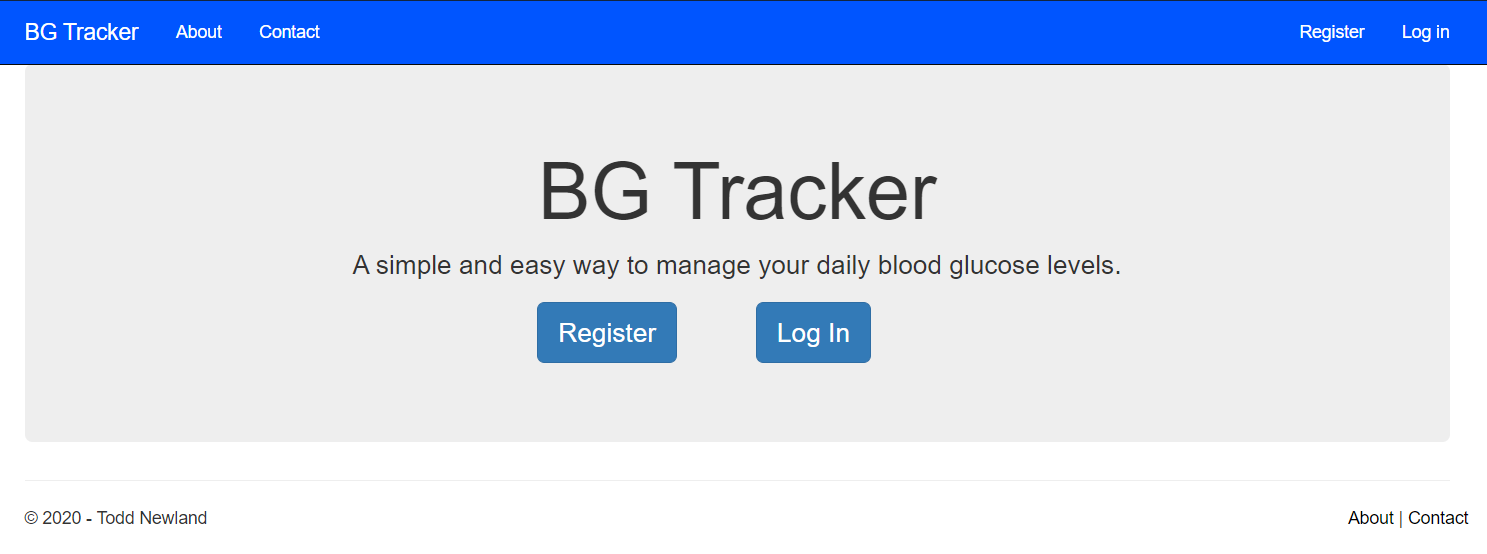 BG Tracker About Contact Register Log in
BG Tracker
A simple and easy way to manage your daily blood glucose levels.
Register Log In
© 2020 - Todd Newland About | Contact